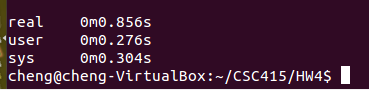 real    0m0.856s
user    0m0.276s
sys     0m0.304s
cheng@cheng-VirtualBox:~/CSC415/HW4$